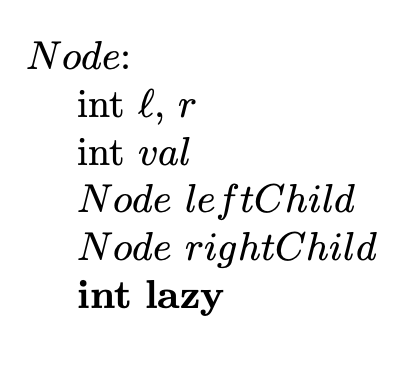 Node:
int ℓ, r
int val
Node leftChild
Node rightChild
int lazy